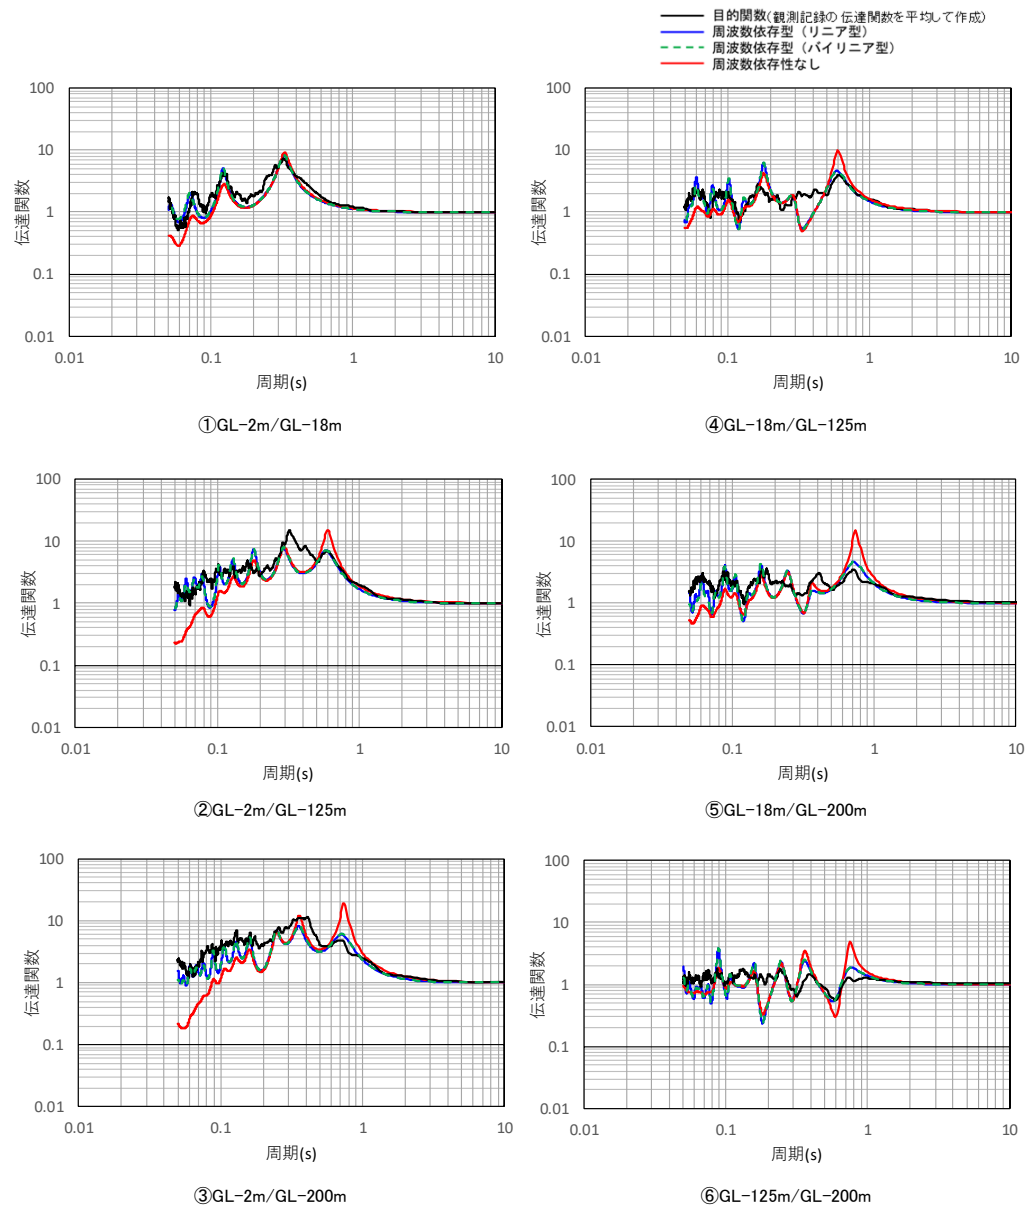 目的関数(観測記録の伝達関数を平均して作成)
周波数依存型（リニア型）
周波数依存型（バイリニア型）
周波数依存性なし
100
10
1
0.1
0.01
伝達関数
0.01 0.1 1 10
周期(s)
①GL-2m/GL-18m
100
10
1
0.1
0.01
伝達関数
0.01 0.1 1 10
周期(s)
④GL-18m/GL-125m
100
10
1
0.1
0.01
伝達関数
0.01 0.1 1 10
周期(s)
②GL-2m/GL-125m
100
10
1
0.1
0.01
伝達関数
0.01 0.1 1 10
周期(s)
⑤GL-18m/GL-200m
100
10
1
0.1
0.01
伝達関数
0.01 0.1 1 10
周期(s)
③GL-2m/GL-200m
100
10
1
0.1
0.01
伝達関数
0.01 0.1 1 10
周期(s)
⑥GL-125m/GL-200m